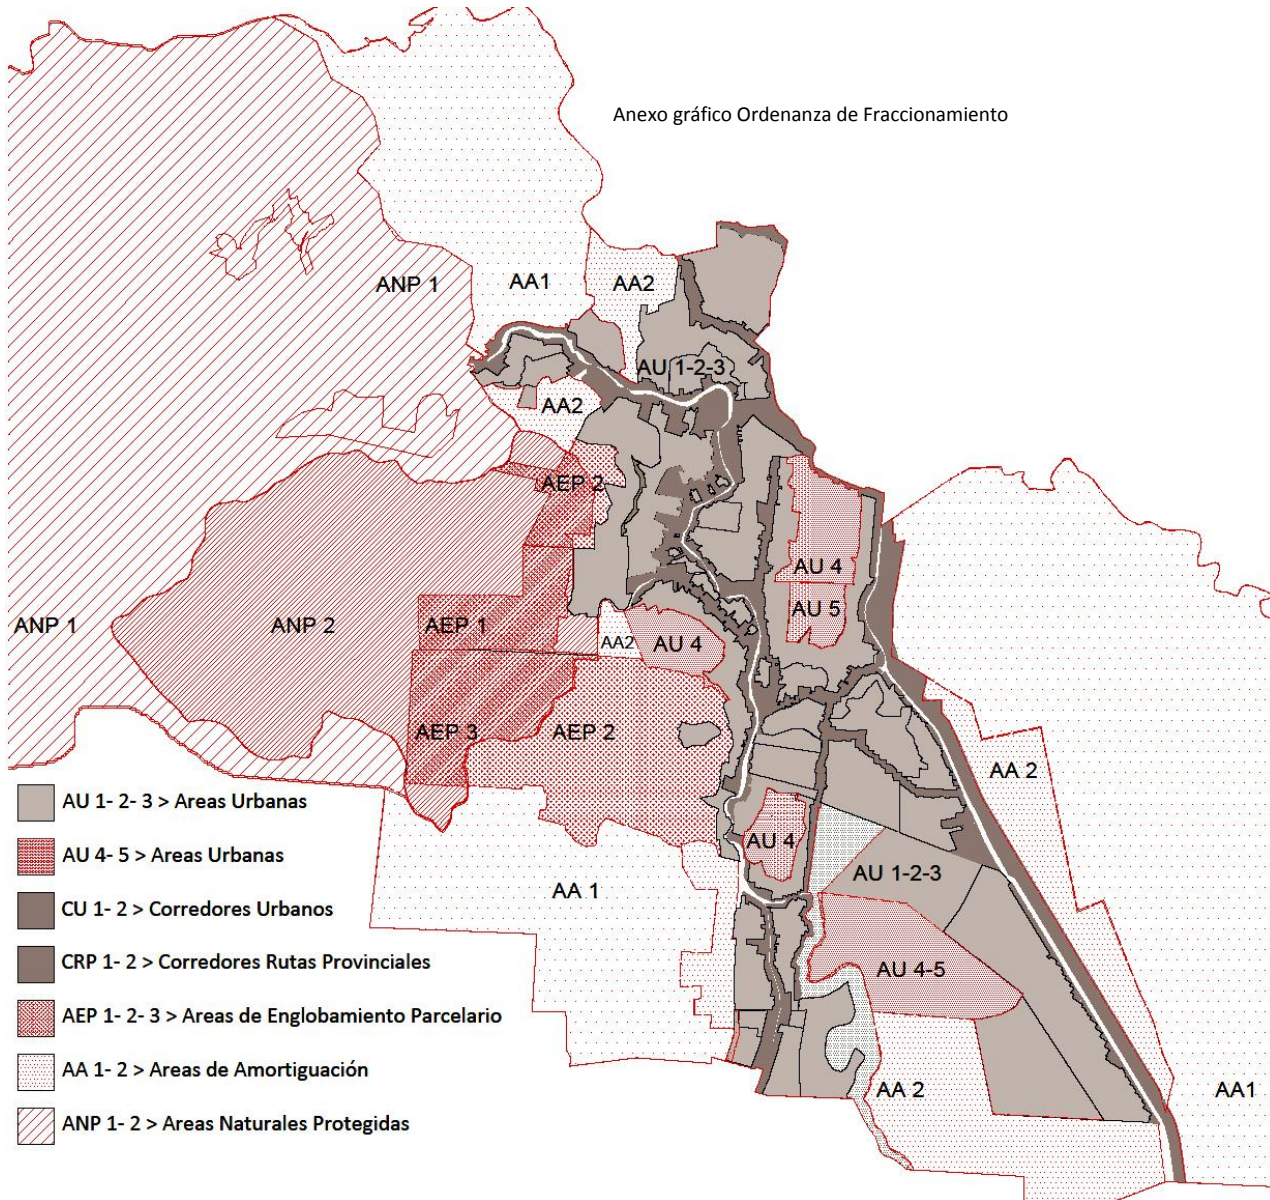 Anexo gráfico Ordenanza de Fraccionamiento
ANP 1
AA1
AA2
AU 1-2-3
AA2
AEP 2
AU 4
AU 5
ANP 1
ANP 2
AEP 1
AA2
AU 4
AEP 3
AEP 2
AA 2
AU 4
AU 1-2-3
AA 1
AU 4-5
AA 2
AA1
AU 1- 2- 3 > Areas Urbanas
AU 4- 5 > Areas Urbanas
CU 1- 2 > Corredores Urbanos
CRP 1- 2 > Corredores Rutas Provinciales
AEP 1- 2- 3 > Areas de Englobamiento Parcelario
AA 1- 2 > Areas de Amortiguación
ANP 1- 2 > Areas Naturales Protegidas